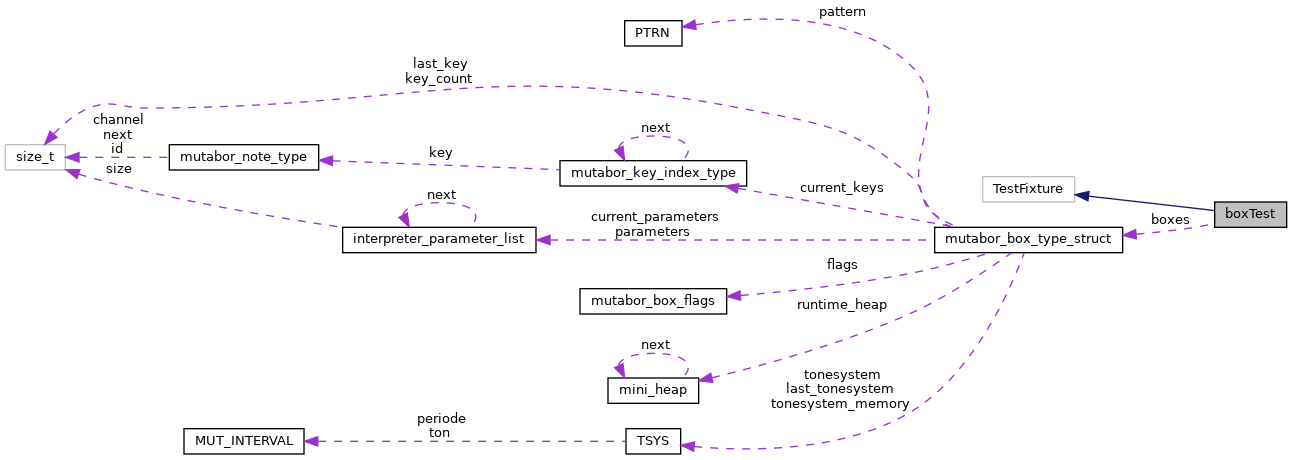 pattern
PTRN
last_key
key_count
channel
next
id
size
size_t
mutabor_note_type
key
next
mutabor_key_index_type
current_keys
TestFixture
boxTest
boxes
next
interpreter_parameter_list
current_parameters
parameters
mutabor_box_type_struct
flags
mutabor_box_flags
runtime_heap
next
mini_heap
tonesystem
last_tonesystem
tonesystem_memory
periode
ton
MUT_INTERVAL
TSYS